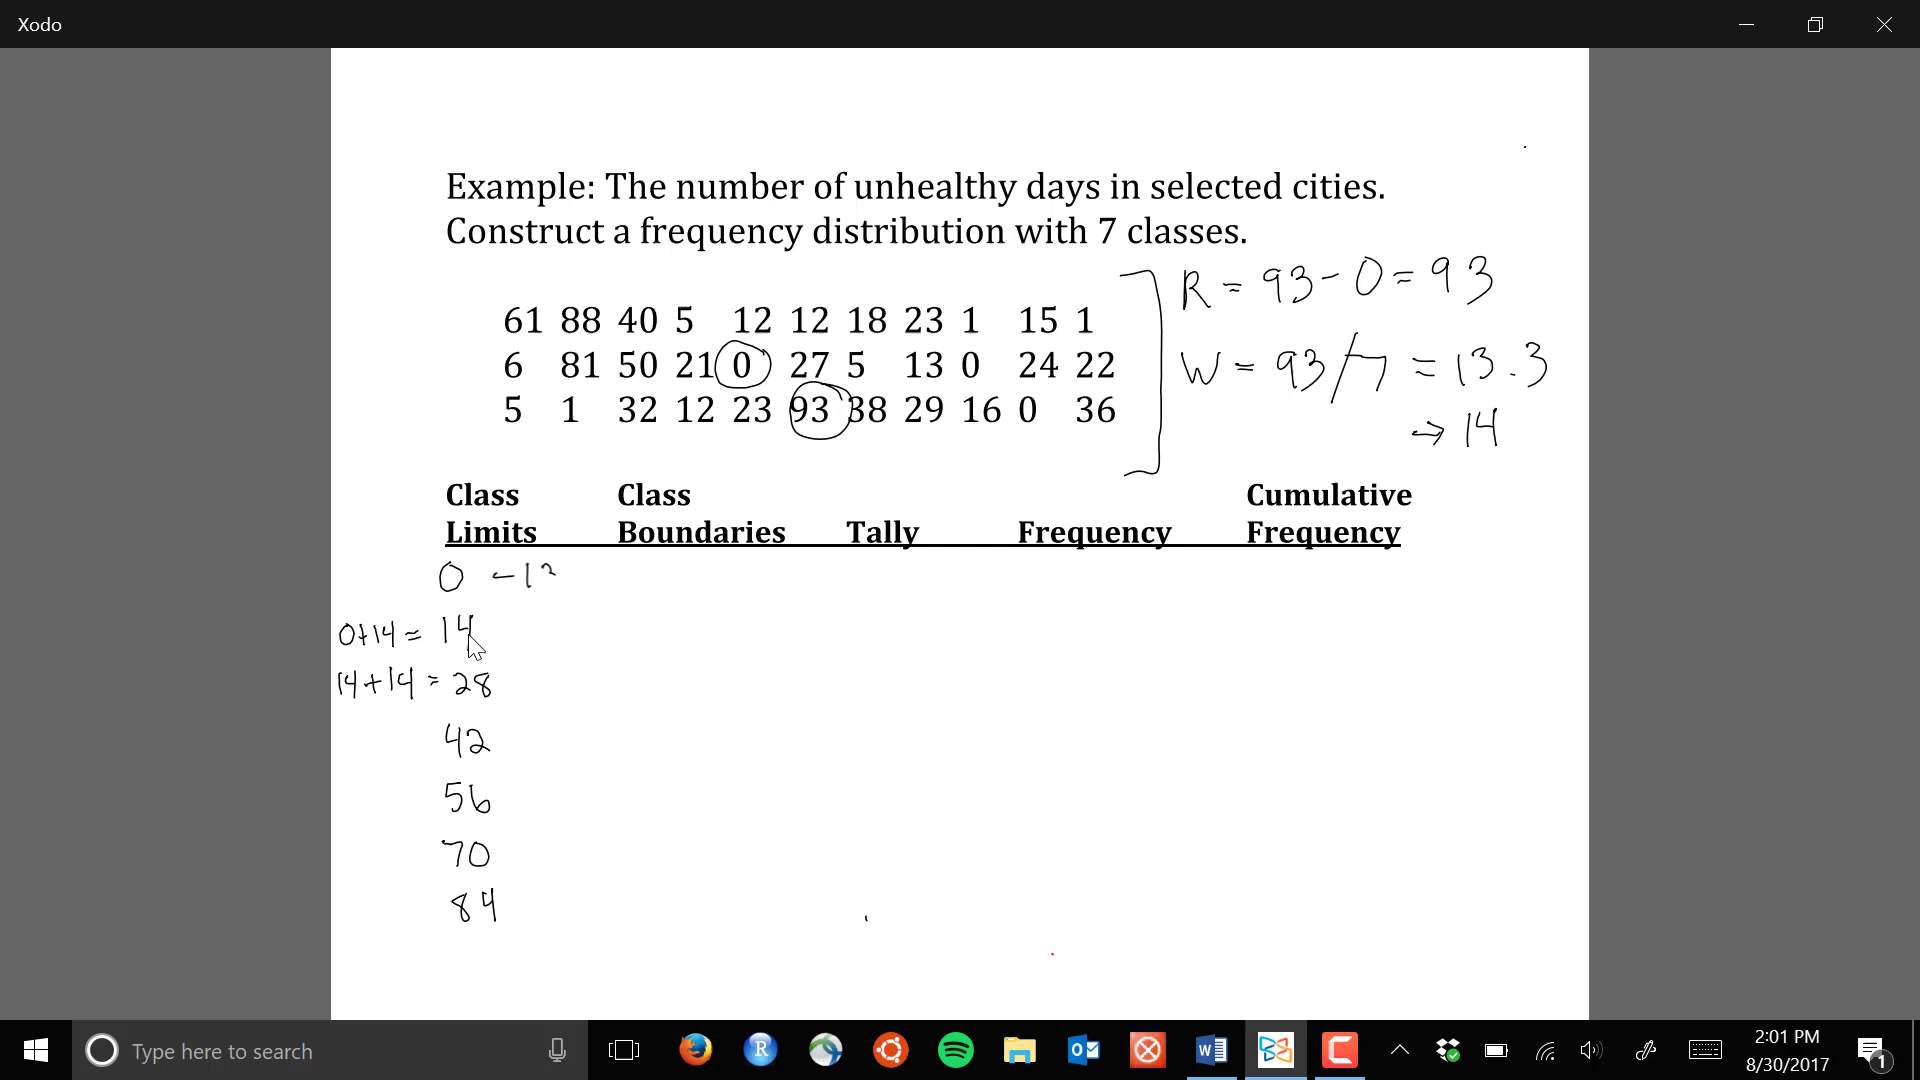 Xodo
Example: The number of unhealthy days in selected cities.
Construct a frequency distribution with 7 classes.
R = 93 - 0 = 93
61 88 40 5 12 12 18 23 1 15 1
6 81 50 21 0 27 5 13 0 24 22
W = 93/7 = 13.3
5 1 32 12 23 93 38 29 16 0 36
→ 14
Class Class Cumulative
Limits Boundaries Tally Frequency Frequency
0 - 13
0+14 = 14
14+14 = 28
42
56
70
84
Type here to search
2:01 PM
8/30/2017
1